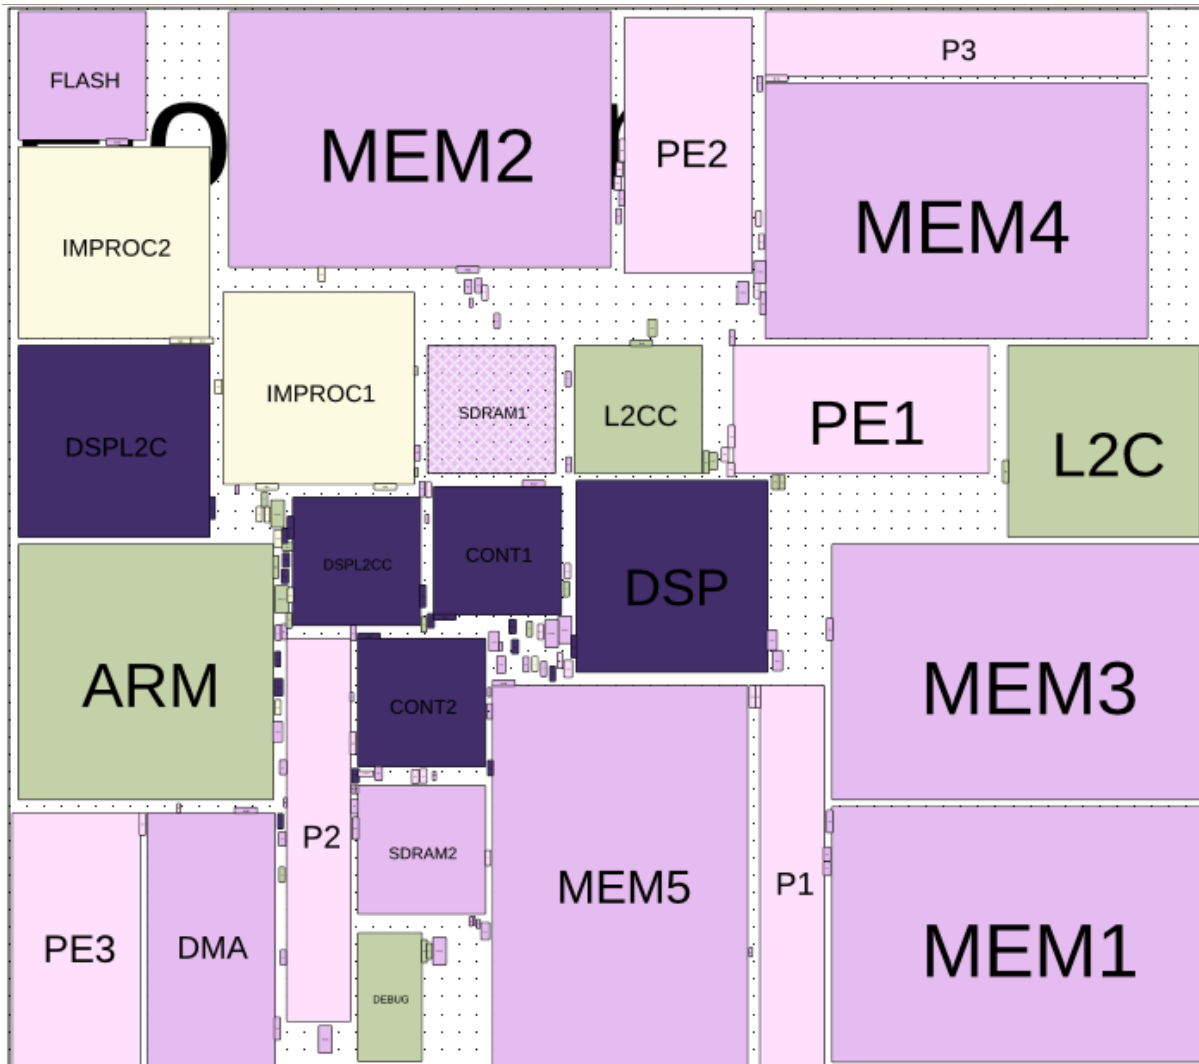 FLASH
MEM2
PE2
P3
IMPROC2
MEM4
IMPROC1
SDRAM1
L2CC
PE1
L2C
DSPL2C
DSPL2CC
CONT1
DSP
ARM
CONT2
MEM3
P2
SDRAM2
MEM5
P1
PE3
DMA
DEBUG
MEM1